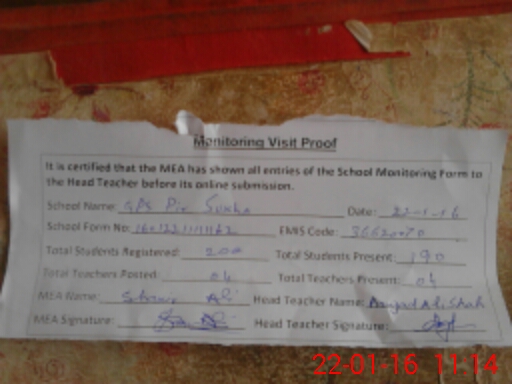 Monitoring Visit Proof
It is certified that the MEA has shown all entries of the School Monitoring Form to
the Head Teacher before its online submission.
School Name: GPS Pir Date: 22-1-16
School Form No: EMIS Code:
Total Students Registered: 200 Total Students Present: 190
Total Teachers Posted: 04 Total Teachers Present: 04
MEA Name: Ali Head Teacher Name: Amjad Ali Shah
MEA Signature: Head Teacher Signature:
22-01-16 11:14